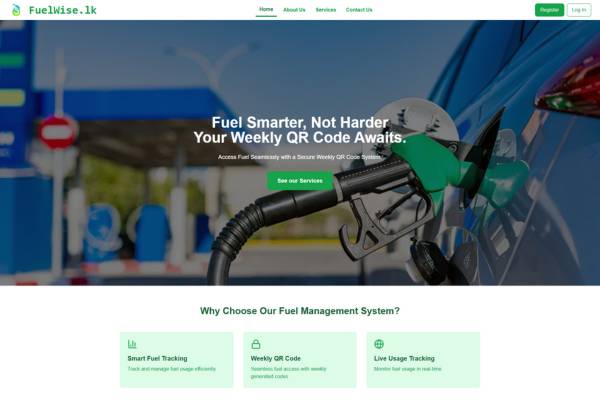 FuelWise.lk
Home About Us Services Contact Us
Register Log In
Fuel Smarter, Not Harder
Your Weekly QR Code Awaits.
Access Fuel Seamlessly with a Secure Weekly QR Code System
See our Services
Why Choose Our Fuel Management System?
Smart Fuel Tracking
Track and manage fuel usage efficiently.
Weekly QR Code
Seamless fuel access with weekly
generated codes
Live Usage Tracking
Monitor fuel usage in real-time.